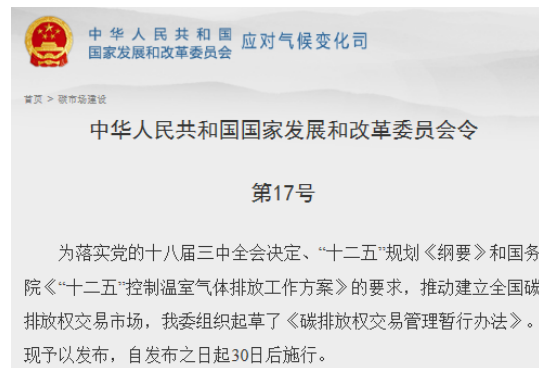 中华人民共和国
国家发展和改革委员会 应对气候变化司
首页 > 碳市场建设
中华人民共和国国家发展和改革委员会令
第17号
为落实党的十八届三中全会决定、“十二五”规划《纲要》和国务
院《“十二五”控制温室气体排放工作方案》的要求，推动建立全国碳
排放权交易市场，我委组织起草了《碳排放权交易管理暂行办法》。
现予以发布，自发布之日起30日后施行。